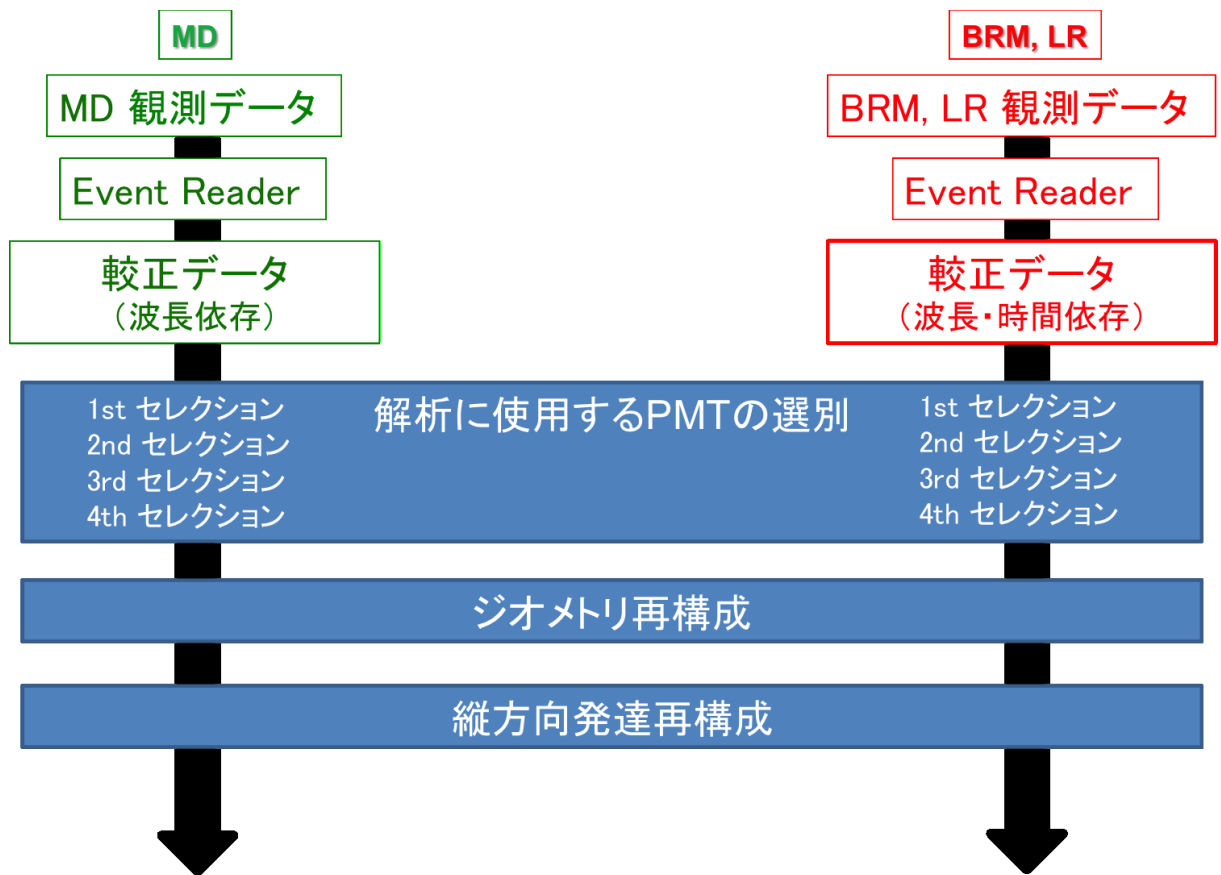 MD
BRM, LR
MD 観測データ
BRM, LR 観測データ
Event Reader
Event Reader
較正データ
(波長依存)
較正データ
(波長・時間依存)
解析に使用するPMTの選別
1st セレクション
2nd セレクション
3rd セレクション
4th セレクション
1st セレクション
2nd セレクション
3rd セレクション
4th セレクション
ジオメトリ再構成
縦方向発達再構成